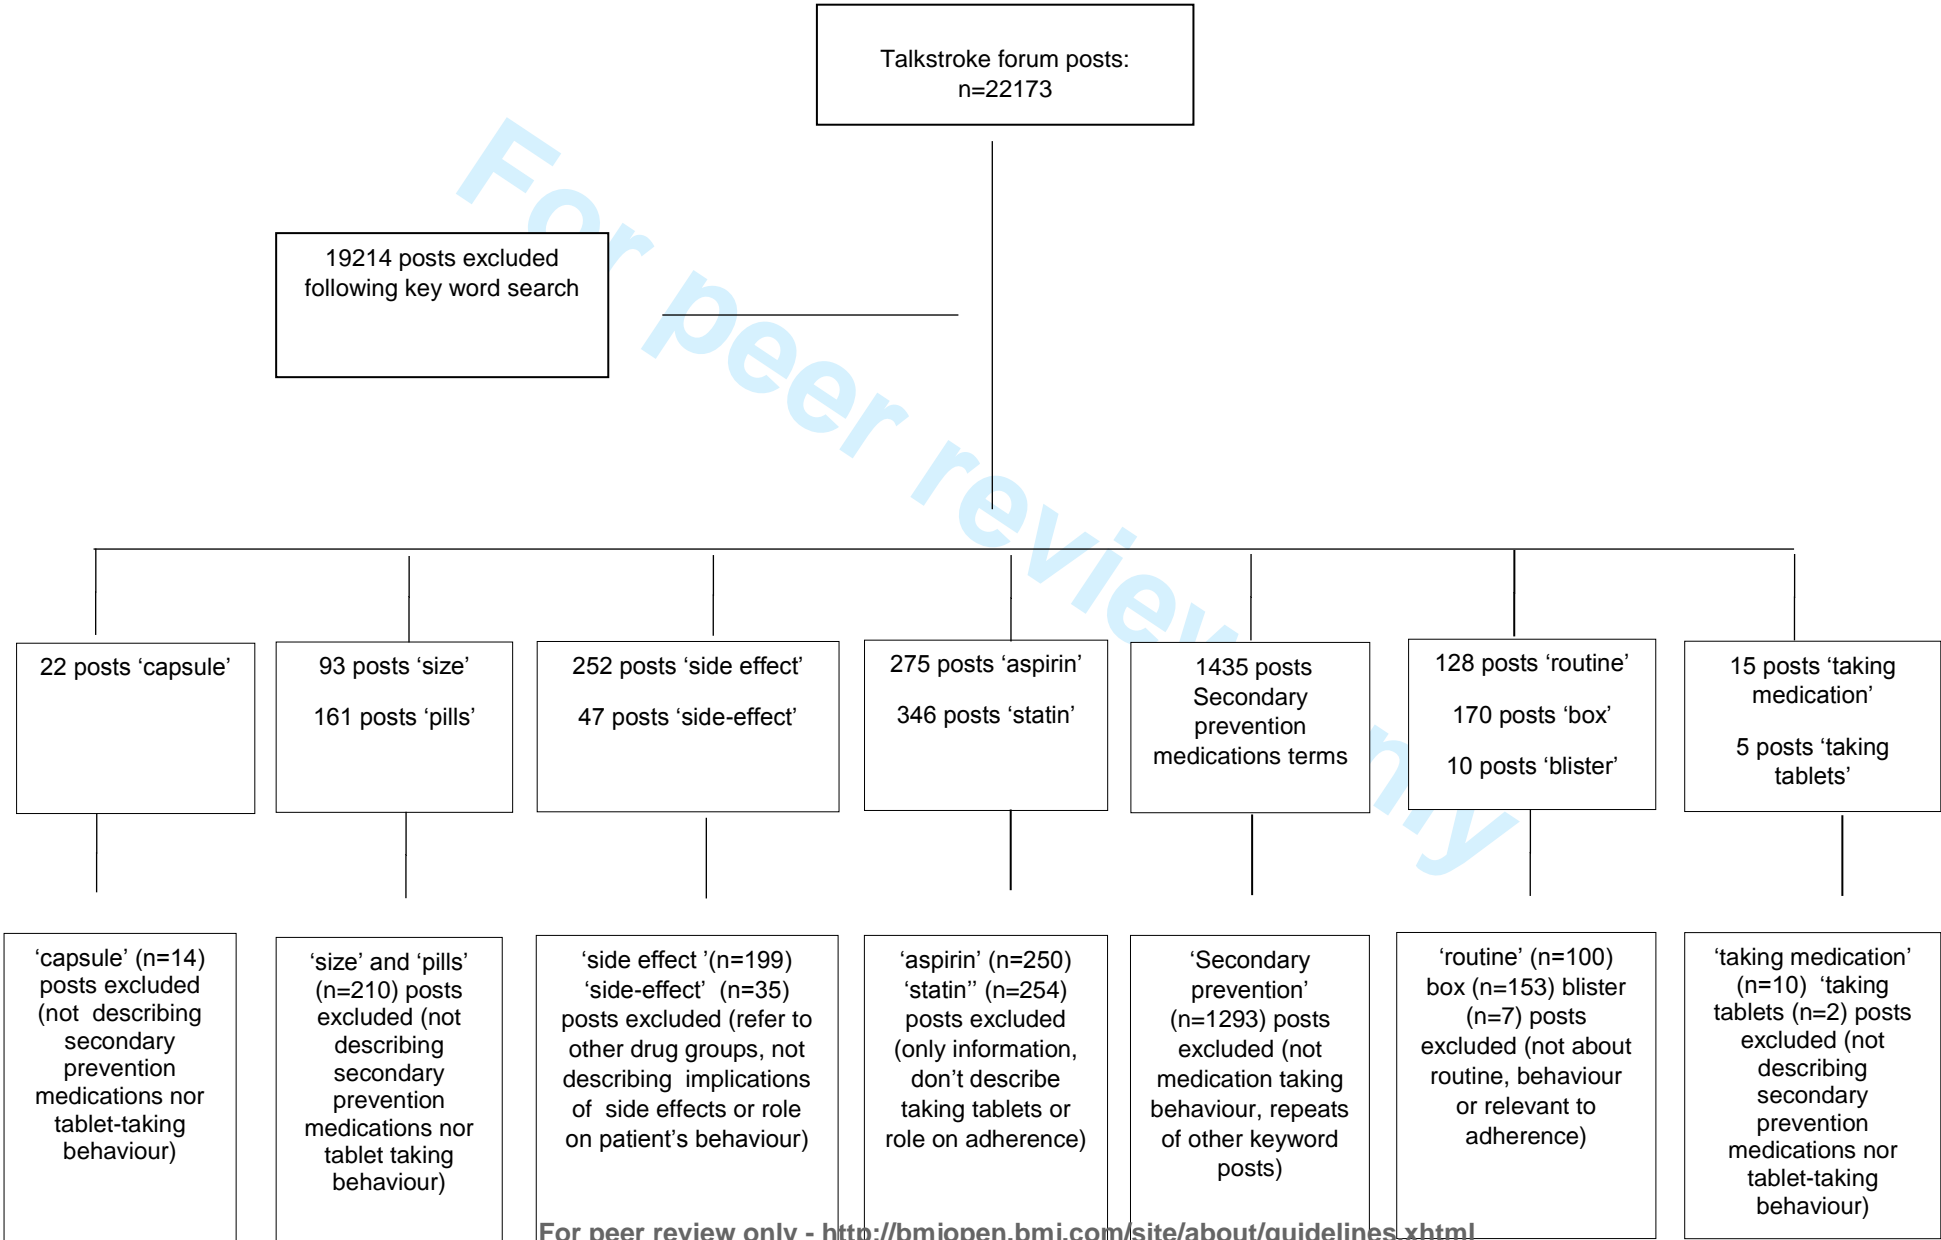 Talkstroke forum posts:
n=22173
19214 posts excluded
following key word search
22 posts ‘capsule’
93 posts ‘size’
161 posts ‘pills’
252 posts ‘side effect’
47 posts ‘side-effect’
275 posts ‘aspirin’
346 posts ‘statin’
1435 posts
Secondary
prevention
medications terms
128 posts ‘routine’
170 posts ‘box’
10 posts ‘blister’
15 posts ‘taking
medication’
5 posts ‘taking
tablets’
‘capsule’ (n=14)
posts excluded
(not describing
secondary
prevention
medications nor
tablet-taking
behaviour)
‘size’ and ‘pills’
(n=210) posts
excluded (not
describing
secondary
prevention
medications nor
tablet taking
behaviour)
‘side effect ’(n=199)
‘side-effect’ (n=35)
posts excluded (refer to
other drug groups, not
describing implications
of side effects or role
on patient’s behaviour)
‘aspirin’ (n=250)
‘statin’’ (n=254)
posts excluded
(only information,
don’t describe
taking tablets or
role on adherence)
‘Secondary
prevention’
(n=1293) posts
excluded (not
medication taking
behaviour, repeats
of other keyword
posts)
‘routine’ (n=100)
box (n=153) blister
(n=7) posts
excluded (not about
routine, behaviour
or relevant to
adherence)
‘taking medication’
(n=10) ‘taking
tablets (n=2) posts
excluded (not
describing
secondary
prevention
medications nor
tablet-taking
behaviour)
For peer review only
For peer review only - http://bmjopen.bmj.com/site/about/guidelines.xhtml